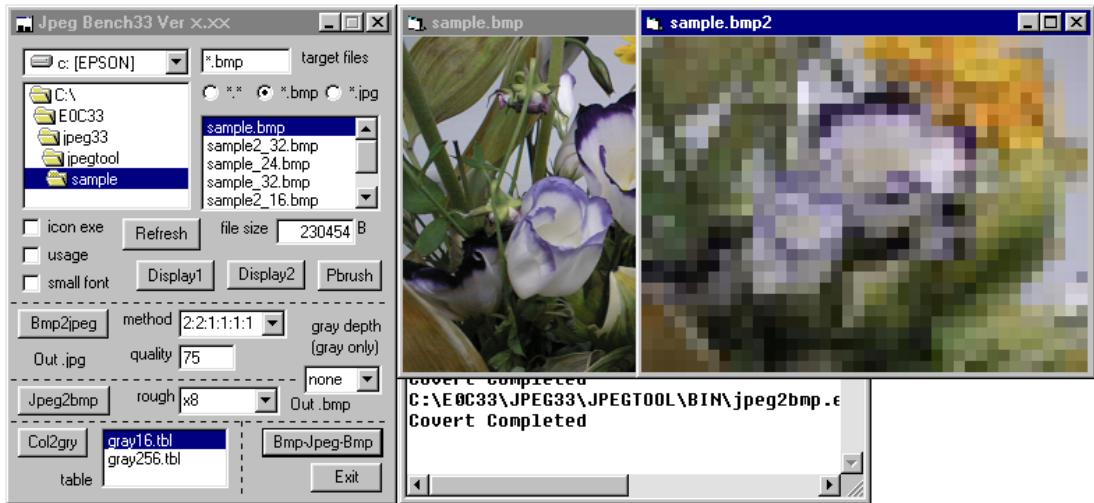 Jpeg Bench33 Ver x.xx
c: [EPSON]
*.bmp
target files
*.* *.bmp *.jpg
C:\
E0C33
jpeg33
jpegtool
sample
sample.bmp
sample2_32.bmp
sample_24.bmp
sample_32.bmp
sample2_16.bmp
icon exe
usage
small font
Refresh
file size 230454 B
Display1 Display2 Pbrush
Bmp2jpeg
method 2:2:1:1:1:1
gray depth
(gray only)
Out .jpg
quality 75
none
Jpeg2bmp
rough x8
Out .bmp
Col2gry
table
gray16.tbl
gray256.tbl
Bmp-Jpeg-Bmp
Exit
sample.bmp
sample.bmp2
Covert Completed
C:\E0C33\JPEG33\JPEGTOOL\BIN\jpeg2bmp.e
Covert Completed